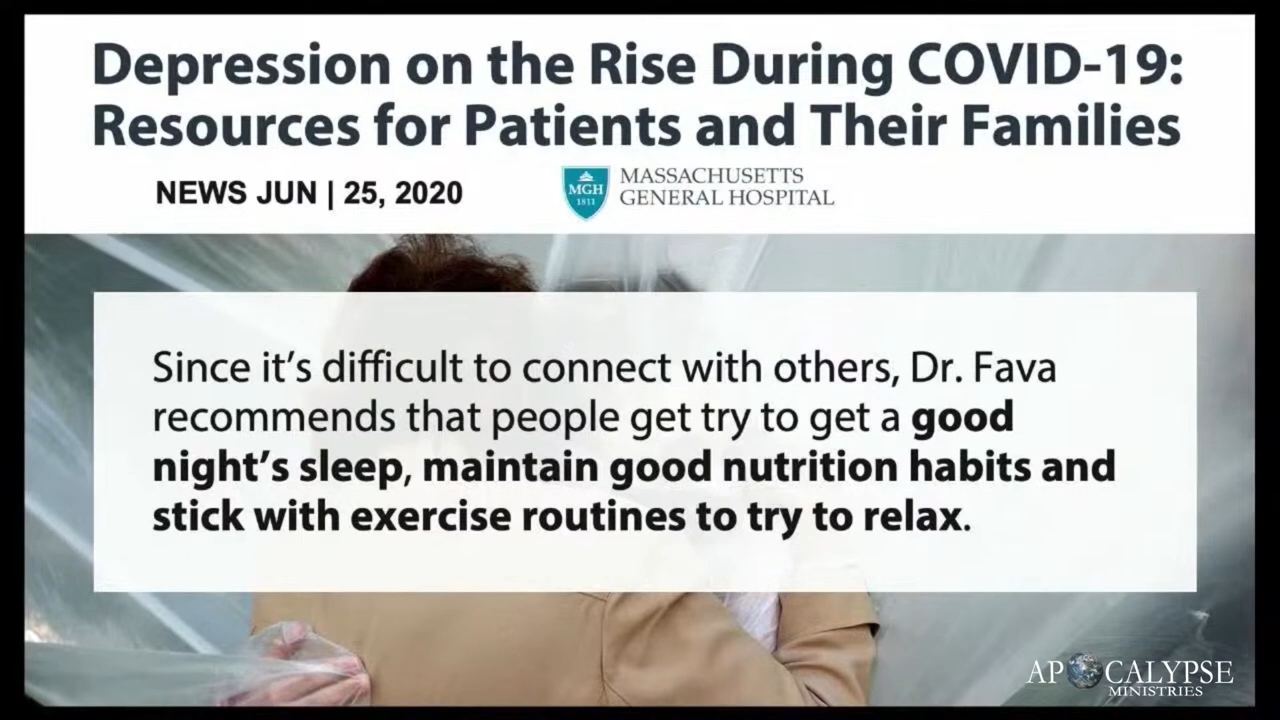 Depression on the Rise During COVID-19:
Resources for Patients and Their Families
NEWS JUN | 25, 2020
MGH
1811
MASSACHUSETTS
GENERAL HOSPITAL
Since it's difficult to connect with others, Dr. Fava
recommends that people get try to get a good
night's sleep, maintain good nutrition habits and
stick with exercise routines to try to relax.
APOCALYPSE
MINISTRIES